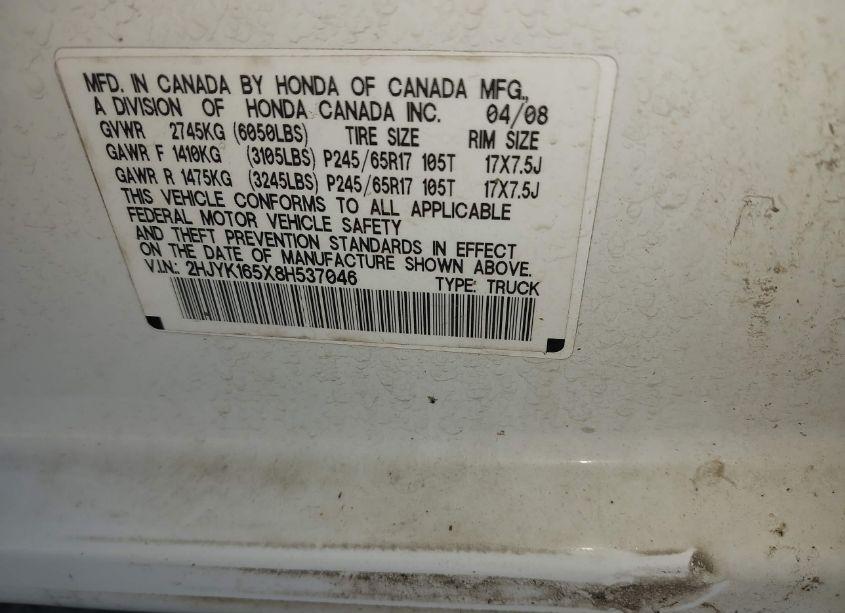 MFD. IN CANADA BY HONDA OF CANADA MFG.,
A DIVISION OF HONDA CANADA INC. 04/08
GVWR 2745KG (6050LBS) TIRE SIZE RIM SIZE
GAWR F 1410KG (3105LBS) P245/65R17 105T 17X7.5J
GAWR R 1475KG (3245LBS) P245/65R17 105T 17X7.5J
THIS VEHICLE CONFORMS TO ALL APPLICABLE
FEDERAL MOTOR VEHICLE SAFETY
AND THEFT PREVENTION STANDARDS IN EFFECT
ON THE DATE OF MANUFACTURE SHOWN ABOVE.
V.I.N.: 2HJYK165X8H537046 TYPE: TRUCK